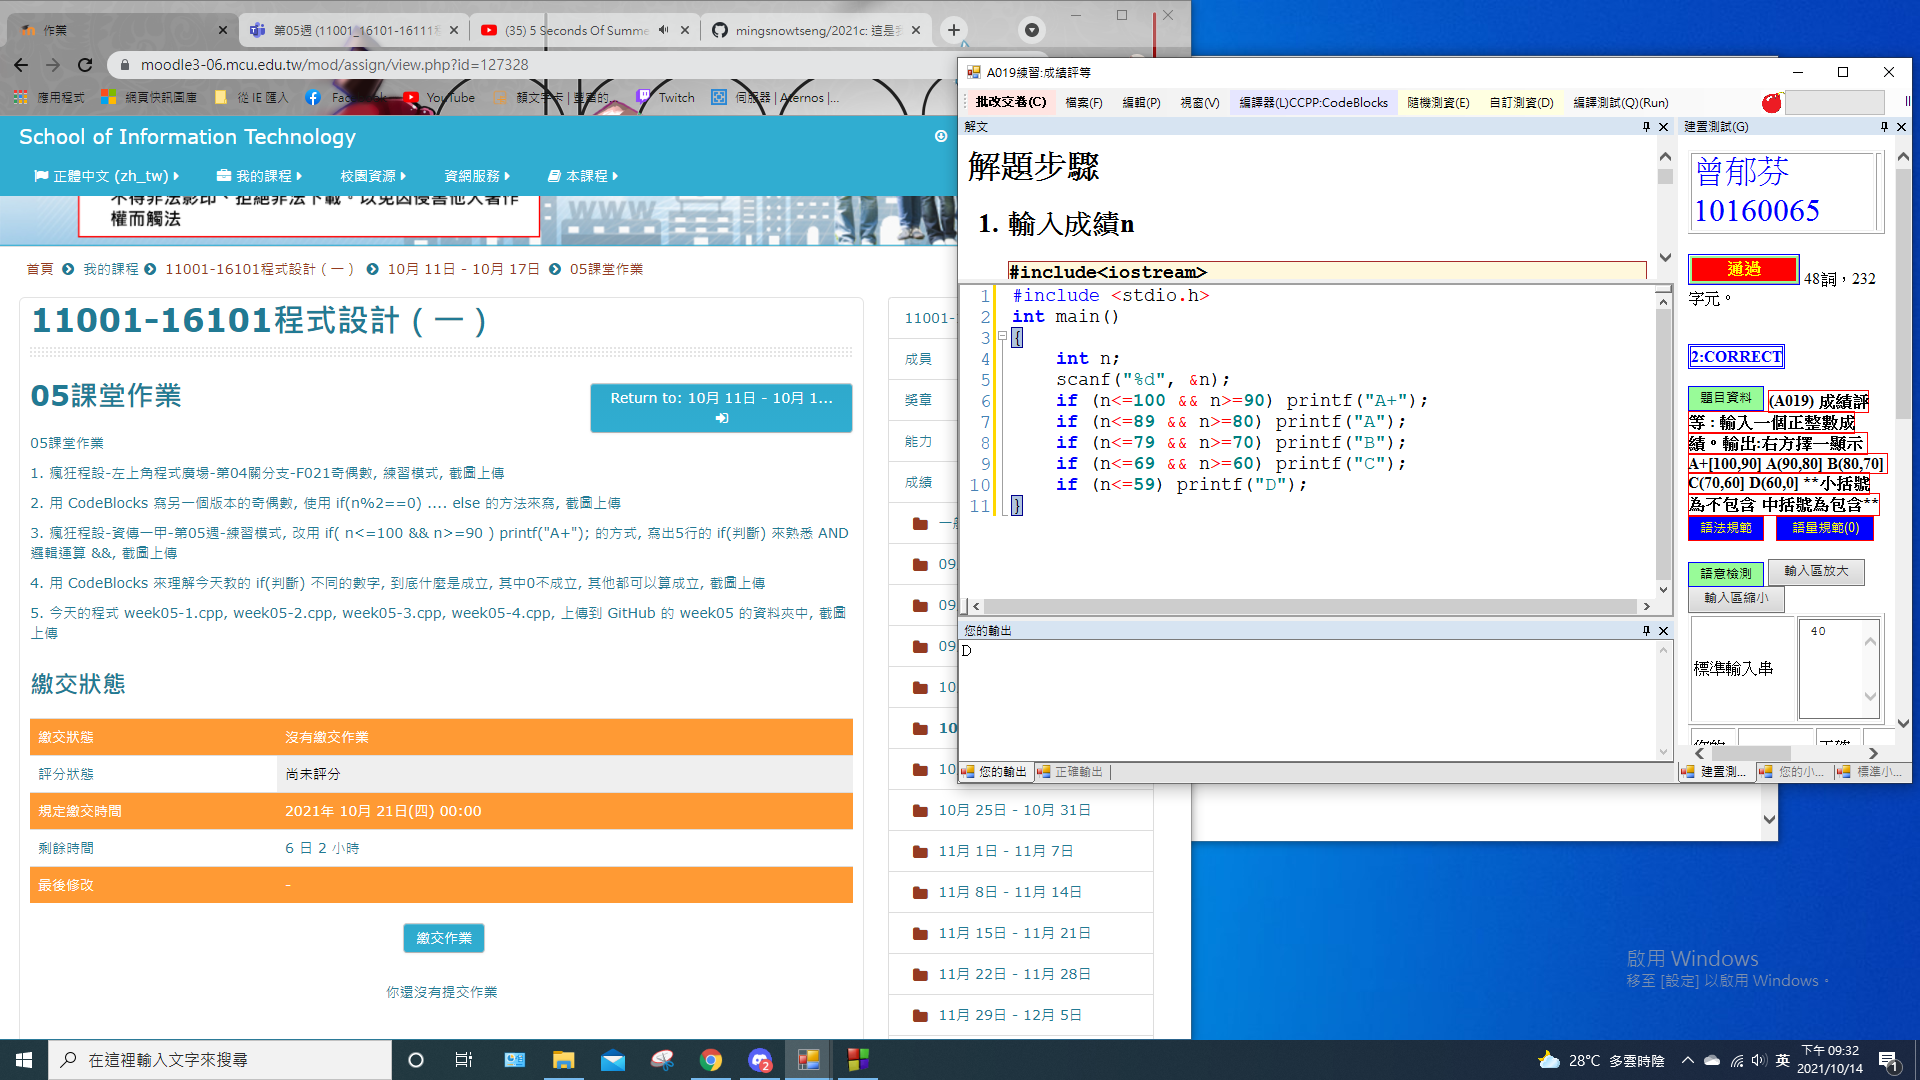 作業
第05週 (11001_16101-16111
(35) 5 Seconds Of Summe
mingsnowtseng/2021c: 這是
moodle3-06.mcu.edu.tw/mod/assign/view.php?id=127328
應用程式
網頁快訊圖庫
從 IE 匯入
YouTube
顏文字卡 | 豐富的...
Twitch
伺服器 | Aternos |...
School of Information Technology
正體中文 (zh_tw)
我的課程
校園資源
資網服務
本課程
不得非法影印、拒絕非法下載。以免因侵害他人著作
權而觸法
WWW
首頁
我的課程
11001-16101程式設計 ( 一 )
10月 11日 - 10月 17日
05課堂作業
11001-16101程式設計 ( 一 )
05課堂作業
Return to: 10月 11日 - 10月 1...
05課堂作業
1. 瘋狂程設-左上角程式廣場-第04關分支-F021奇偶數, 練習模式, 截圖上傳
2. 用 CodeBlocks 寫另一個版本的奇偶數, 使用 if(n%2==0) .... else 的方法來寫, 截圖上傳
3. 瘋狂程設-資傳一甲-第05週-練習模式, 改用 if( n<=100 && n>=90 ) printf("A+"); 的方式, 寫出5行的 if(判斷) 來熟悉 AND
邏輯運算 &&, 截圖上傳
4. 用 CodeBlocks 來理解今天教的 if(判斷) 不同的數字, 到底什麼是成立, 其中0不成立, 其他都可以算成立, 截圖上傳
5. 今天的程式 week05-1.cpp, week05-2.cpp, week05-3.cpp, week05-4.cpp, 上傳到 GitHub 的 week05 的資料夾中, 截圖
上傳
繳交狀態
繳交狀態
沒有繳交作業
評分狀態
尚未評分
規定繳交時間
2021年 10月 21日(四) 00:00
剩餘時間
6 日 2 小時
最後修改
-
繳交作業
你還沒有提交作業
11001-
成員
獎章
能力
成績
一
09
09
09
10
10
10
10月 25日 - 10月 31日
11月 1日 - 11月 7日
11月 8日 - 11月 14日
11月 15日 - 11月 21日
11月 22日 - 11月 28日
11月 29日 - 12月 5日
A019練習:成績評等
批改交卷(C)
檔案(F)
編輯(P)
視窗(V)
編譯器(L)CCPP:CodeBlocks
隨機測資(E)
自訂測資(D)
編譯測試(Q)(Run)
解文
解題步驟
1. 輸入成績n
#include<iostream>
1 #include <stdio.h>
2 int main()
3 {
4 int n;
5 scanf("%d", &n);
6 if (n<=100 && n>=90) printf("A+");
7 if (n<=89 && n>=80) printf("A");
8 if (n<=79 && n>=70) printf("B");
9 if (n<=69 && n>=60) printf("C");
10 if (n<=59) printf("D");
11 }
您的輸出
D
您的輸出
正確輸出
建置測試(G)
曾郁芬
10160065
通過 48詞，232
字元。
2:CORRECT
題目資料 (A019) 成績評
等 : 輸入一個正整數成
績。輸出:右方擇一顯示
A+[100,90] A(90,80] B(80,70]
C(70,60] D(60,0] **小括號
為不包含 中括號為包含**
語法規範
語量規範(0)
語意檢測
輸入區放大
輸入區縮小
標準輸入串
40
建置測...
您的小...
標準小...
啟用 Windows
移至 [設定] 以啟用 Windows。
在這裡輸入文字來搜尋
2
28°C 多雲時陰
英
下午 09:32
2021/10/14
1